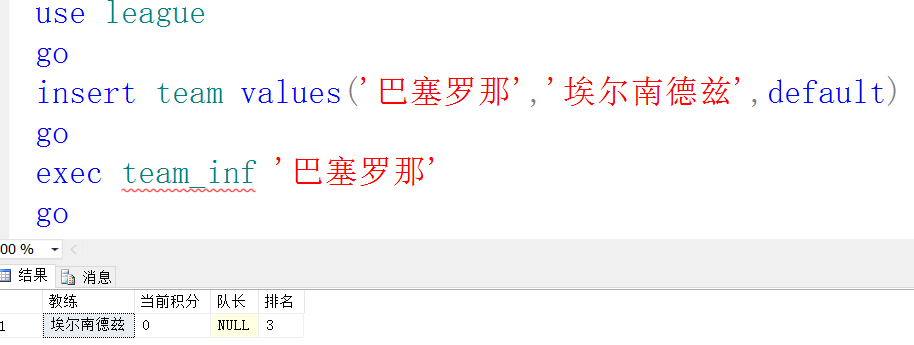 use league
go
insert team values('巴塞罗那','埃尔南德兹',default)
go
exec team_inf '巴塞罗那'
go
00 %
结果 消息
教练 当前积分 队长 排名
1 埃尔南德兹 0 NULL 3